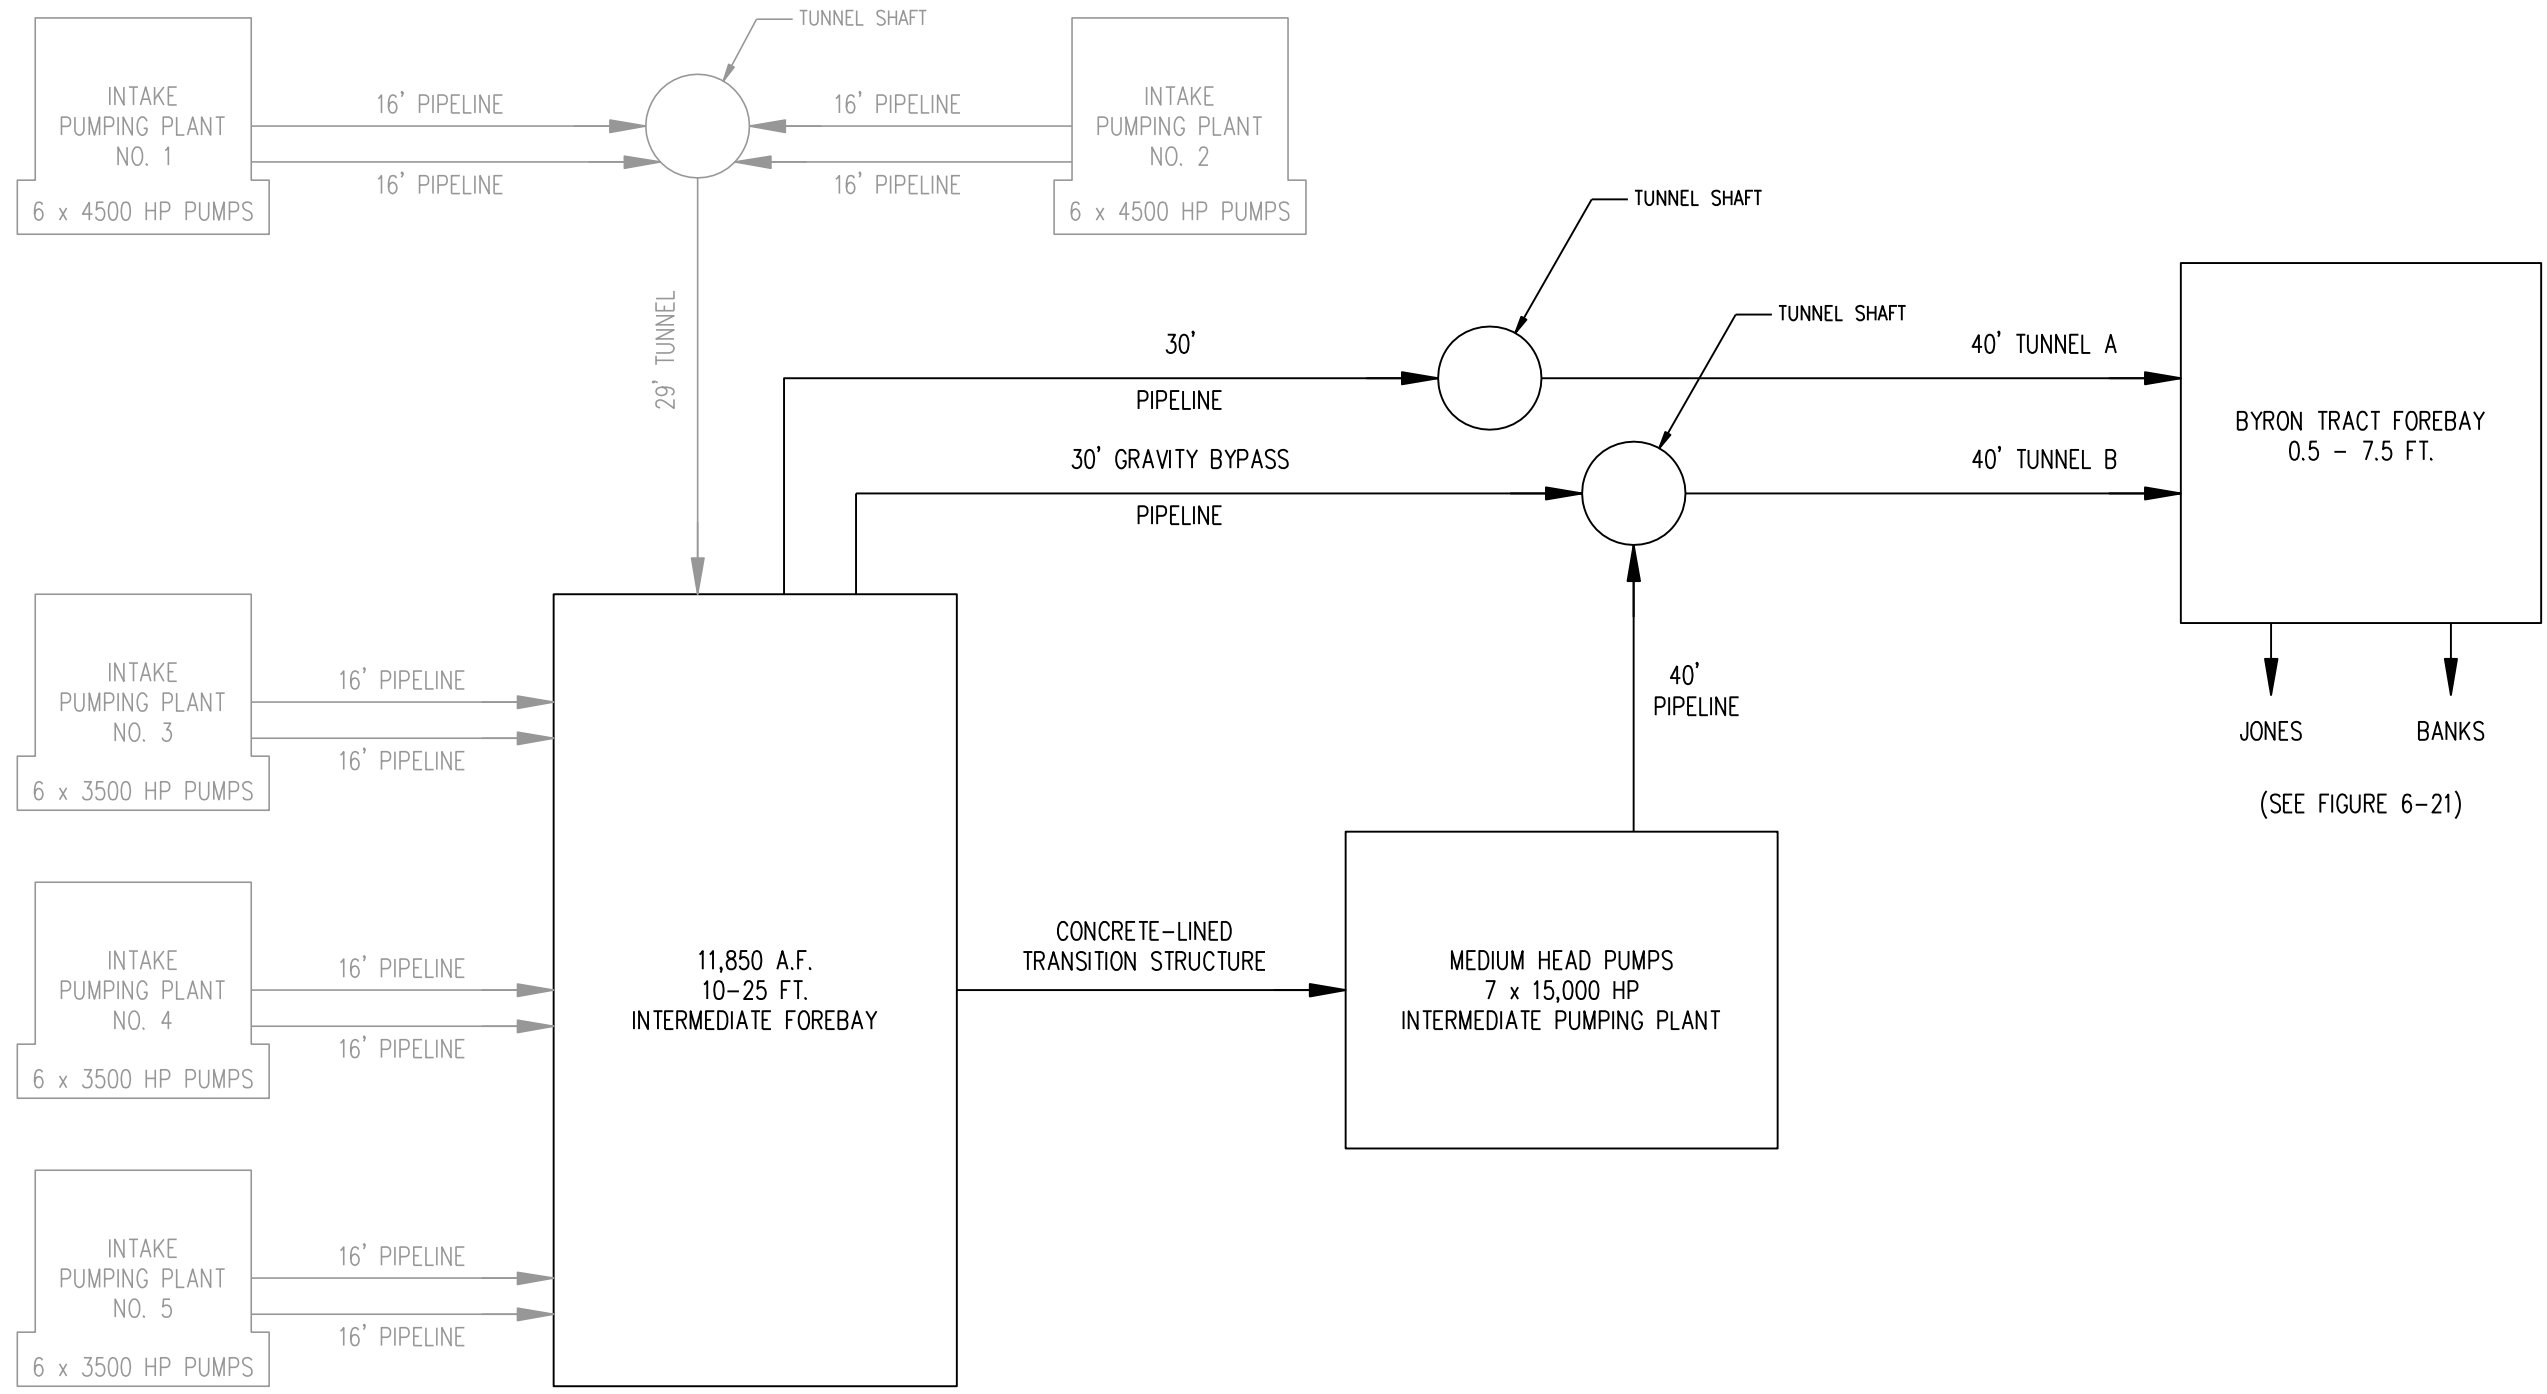 TUNNEL SHAFT
INTAKE
PUMPING PLANT
NO. 1
6 x 4500 HP PUMPS
16' PIPELINE
16' PIPELINE
16' PIPELINE
16' PIPELINE
INTAKE
PUMPING PLANT
NO. 2
6 x 4500 HP PUMPS
29' TUNNEL
TUNNEL SHAFT
TUNNEL SHAFT
30'
PIPELINE
30' GRAVITY BYPASS
PIPELINE
40' TUNNEL A
40' TUNNEL B
BYRON TRACT FOREBAY
0.5 - 7.5 FT.
JONES
BANKS
(SEE FIGURE 6-21)
40'
PIPELINE
INTAKE
PUMPING PLANT
NO. 3
6 x 3500 HP PUMPS
16' PIPELINE
16' PIPELINE
INTAKE
PUMPING PLANT
NO. 4
6 x 3500 HP PUMPS
16' PIPELINE
16' PIPELINE
11,850 A.F.
10-25 FT.
INTERMEDIATE FOREBAY
CONCRETE-LINED
TRANSITION STRUCTURE
MEDIUM HEAD PUMPS
7 x 15,000 HP
INTERMEDIATE PUMPING PLANT
INTAKE
PUMPING PLANT
NO. 5
6 x 3500 HP PUMPS
16' PIPELINE
16' PIPELINE